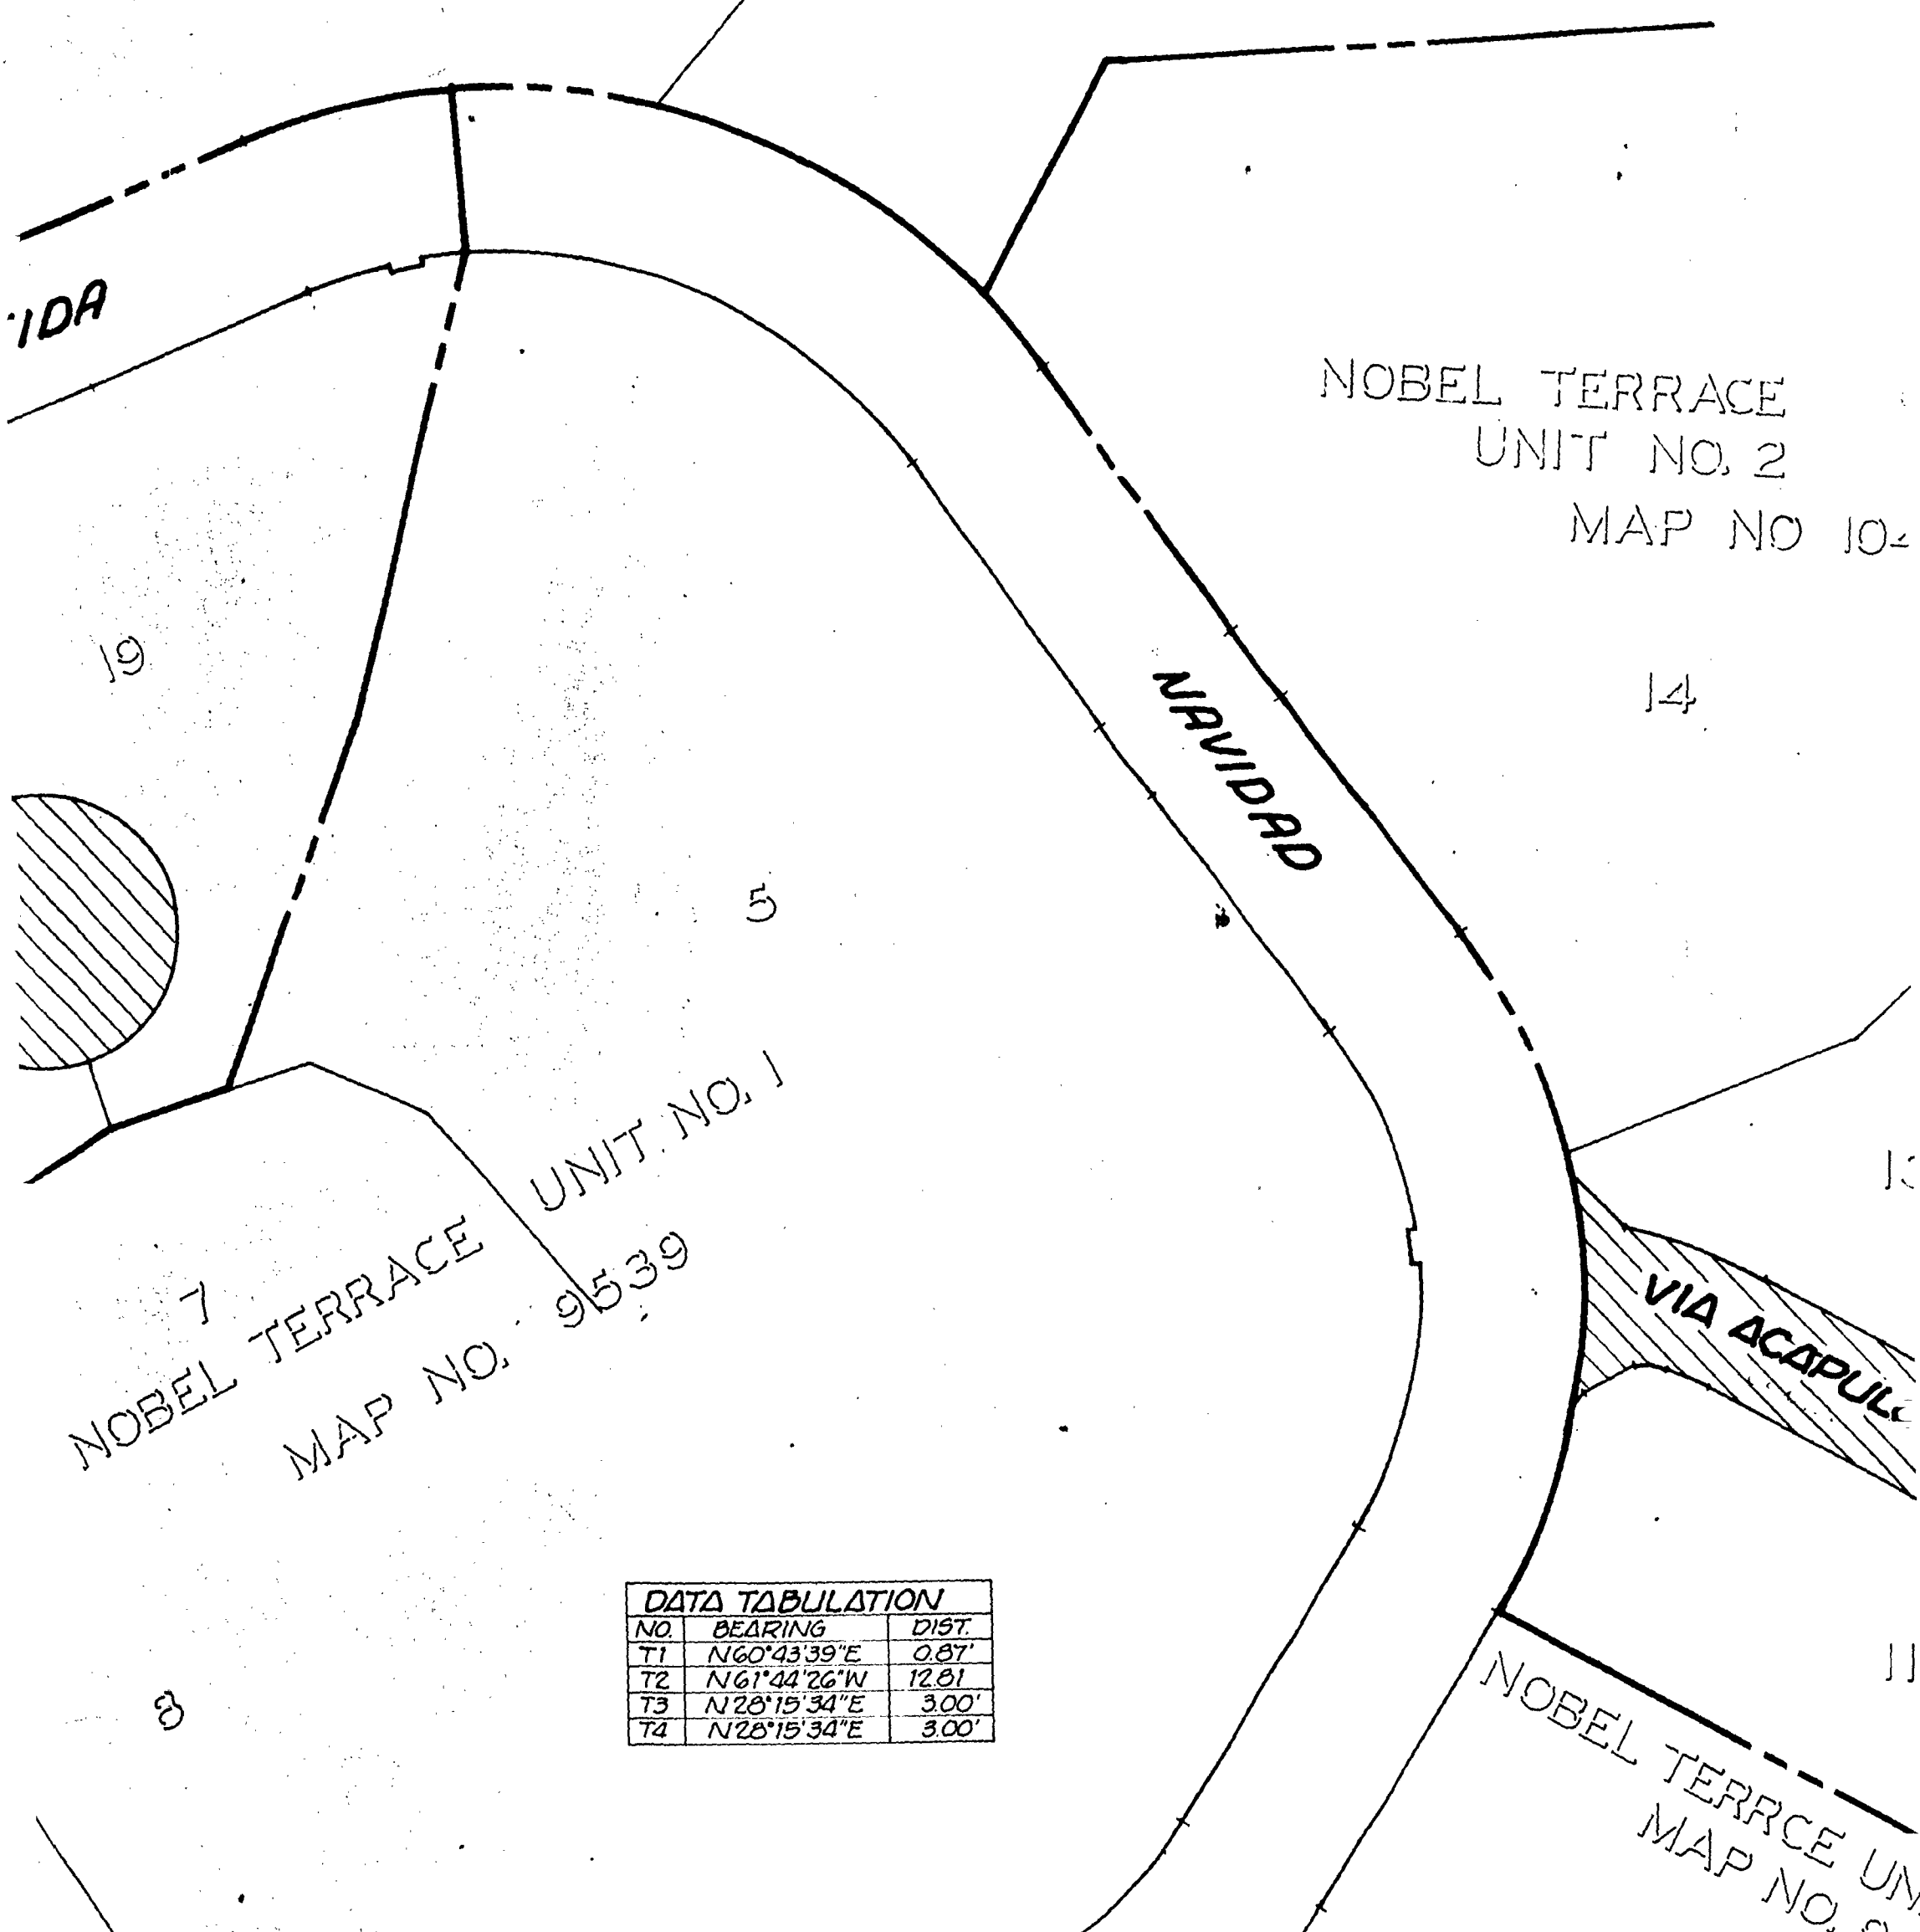 NOBEL TERRACE
UNIT NO. 2
MAP NO
14
NAVIDAD
19
5
UNIT NO. 1
NOBEL TERRACE
MAP NO. 9539
7
8
VIA
11
DATA TABULATION
NO. BEARING DIST.
T1 N60°43'39"E 0.87'
T2 N61°44'26"W 12.81
T3 N28°15'34"E 3.00'
T4 N28°15'34"E 3.00'
NOBEL TERRCE
MAP NO.